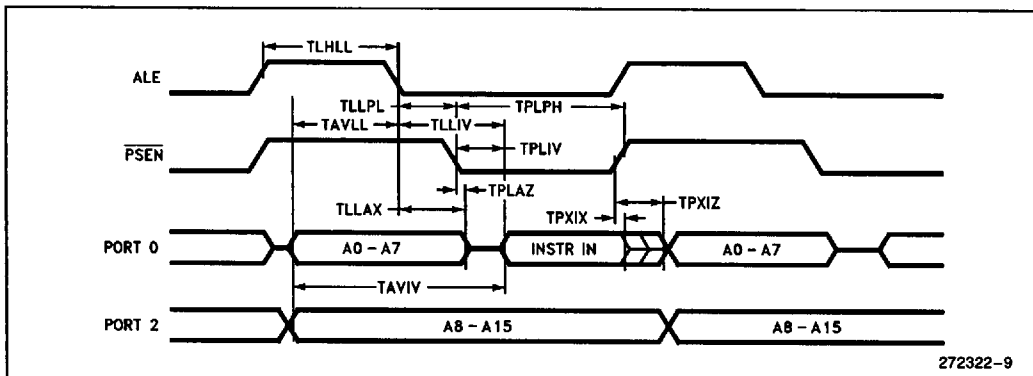 TLHLL
ALE
TLLPL
TPLPH
TAVLL
TLLIV
PSEN
TPLIV
TPLAZ
TLLAX
TPXIX
TPXIZ
PORT 0
A0 – A7
INSTR IN
A0 – A7
TAVIV
PORT 2
A8 – A15
A8 – A15
272322–9